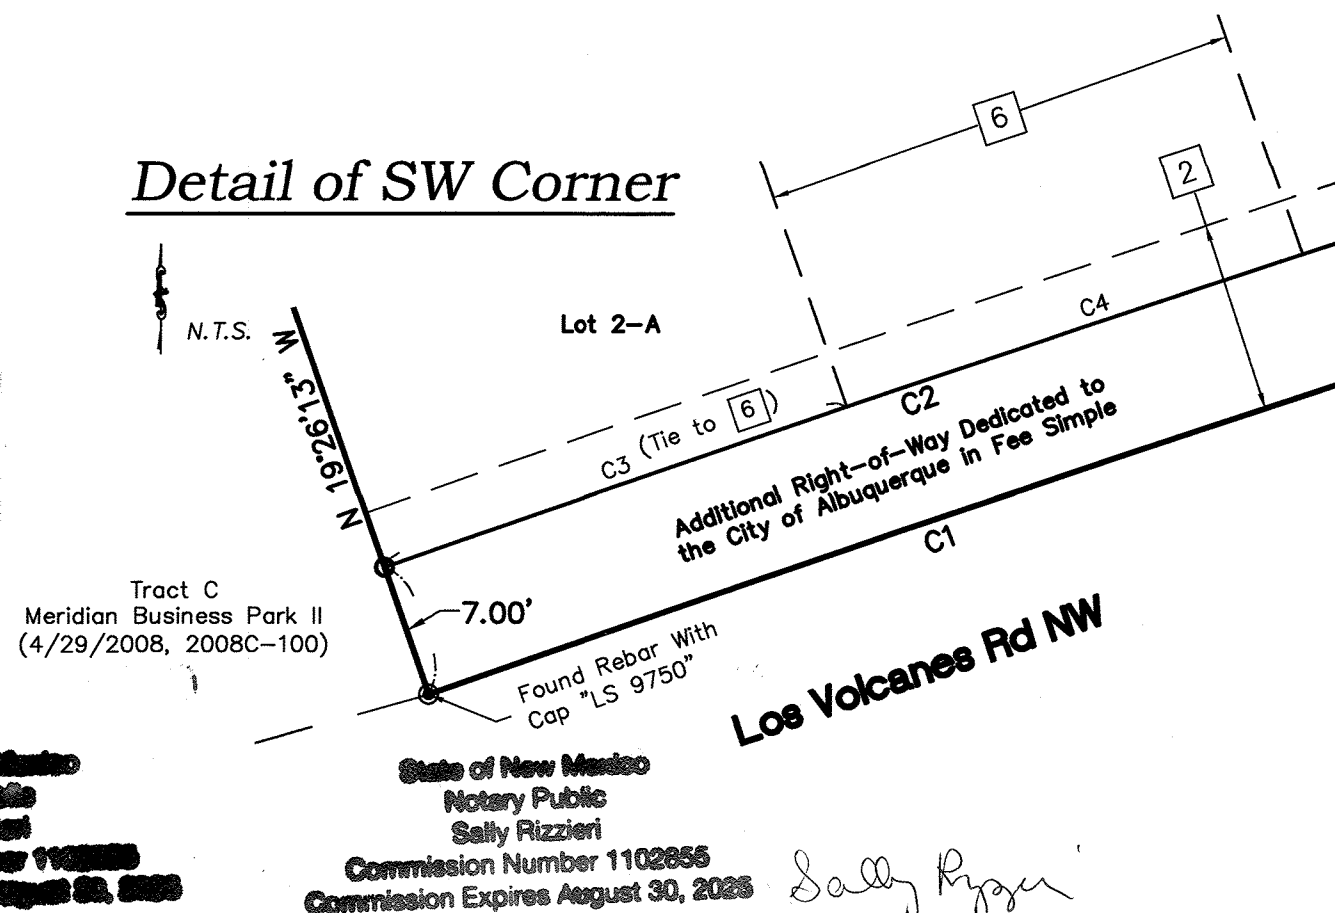 Detail of SW Corner
6
2
N.T.S.
Lot 2-A
N 19°26'13" W
C4
C3 (Tie to 6)
C2
Additional Right-of-Way Dedicated to
the City of Albuquerque in Fee Simple
C1
Tract C
Meridian Business Park II
(4/29/2008, 2008C-100)
7.00'
Found Rebar With
Cap "LS 9750"
Los Volcanes Rd NW
State of New Mexico
Notary Public
Sally Rizzieri
Commission Number 1102655
Commission Expires August 30, 2025